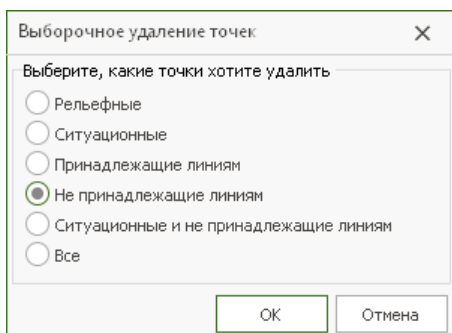 Выборочное удаление точек
Выберите, какие точки хотите удалить
Рельефные
Ситуационные
Принадлежащие линиям
Не принадлежащие линиям
Ситуационные и не принадлежащие линиям
Все
ОК Отмена